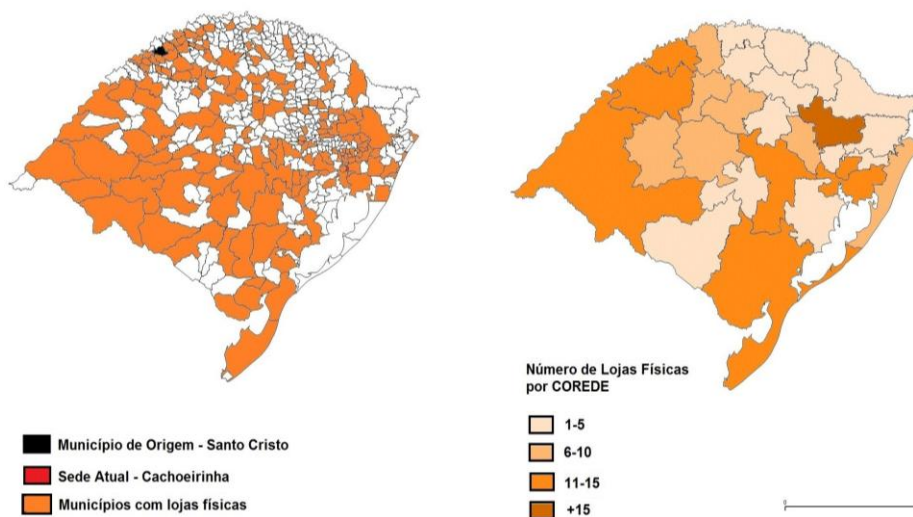 Município de Origem - Santo Cristo
Sede Atual - Cachoeirinha
Municípios com lojas físicas
Número de Lojas Físicas
por COREDE
1-5
6-10
11-15
+15